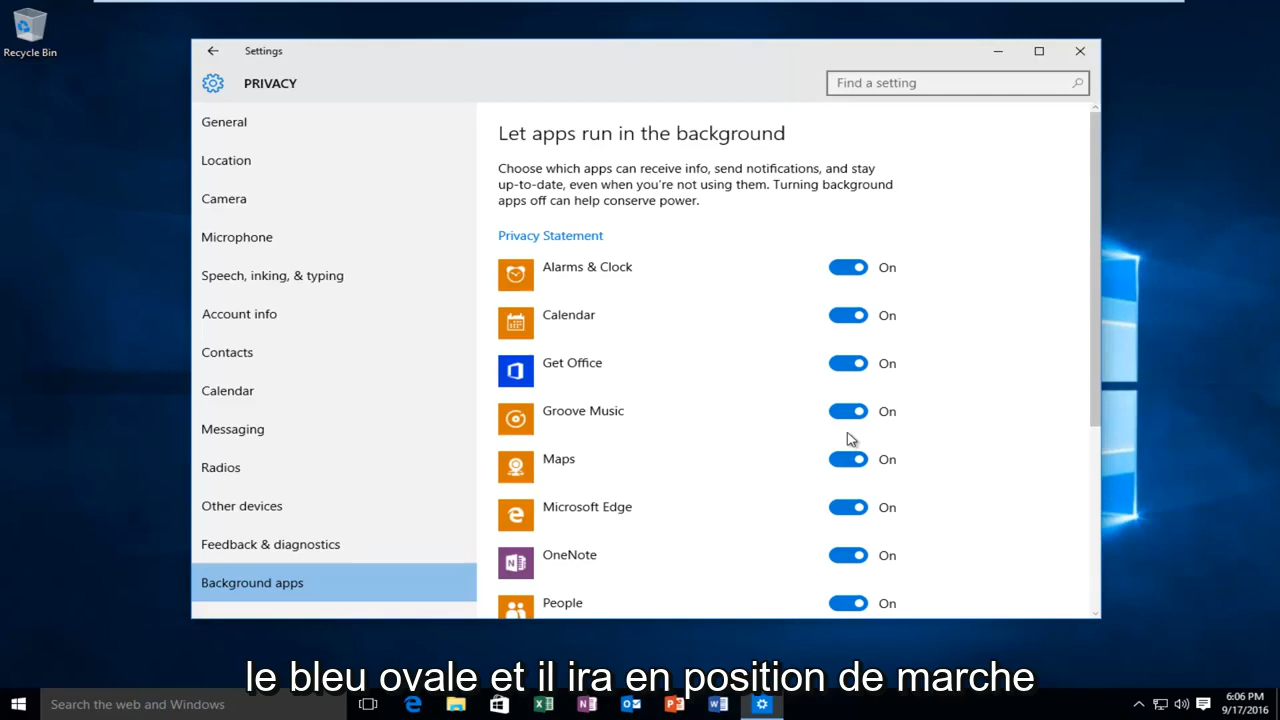 Recycle Bin
Settings
PRIVACY
Find a setting
General
Location
Camera
Microphone
Speech, inking, & typing
Account info
Contacts
Calendar
Messaging
Radios
Other devices
Feedback & diagnostics
Background apps
Let apps run in the background
Choose which apps can receive info, send notifications, and stay
up-to-date, even when you're not using them. Turning background
apps off can help conserve power.
Privacy Statement
Alarms & Clock On
Calendar On
Get Office On
Groove Music On
Maps On
Microsoft Edge On
OneNote On
People On
le bleu ovale et il ira en position de marche
Search the web and Windows
6:06 PM
9/17/2016